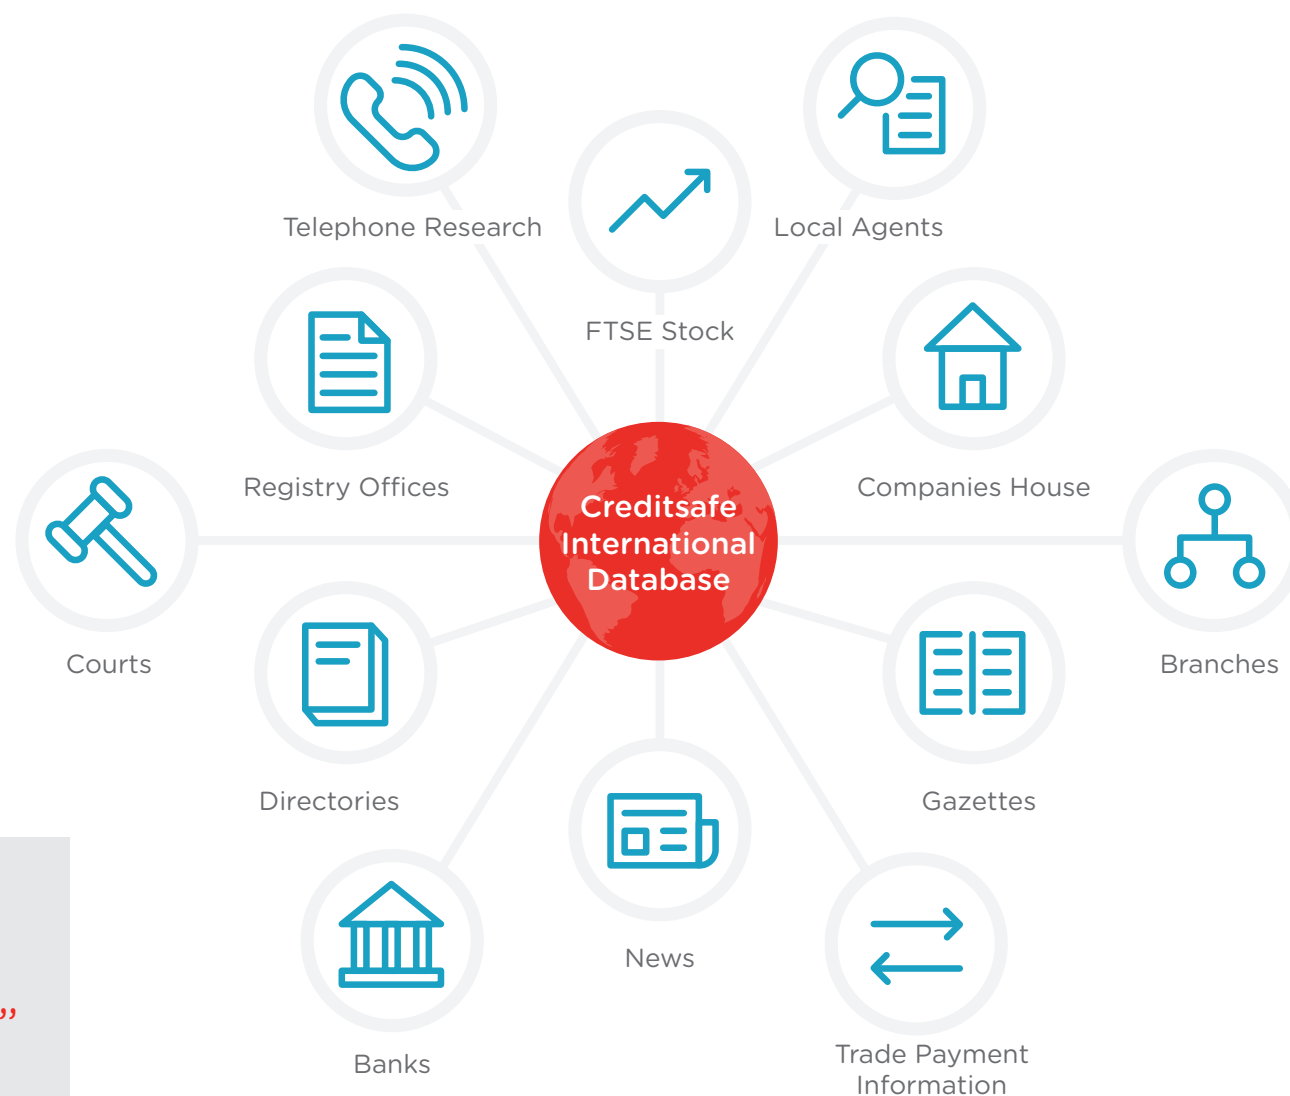 Telephone Research
Local Agents
FTSE Stock
Registry Offices
Companies House
Creditsafe
International
Database
Courts
Branches
Directories
Gazettes
News
Banks
Trade Payment
Information
”